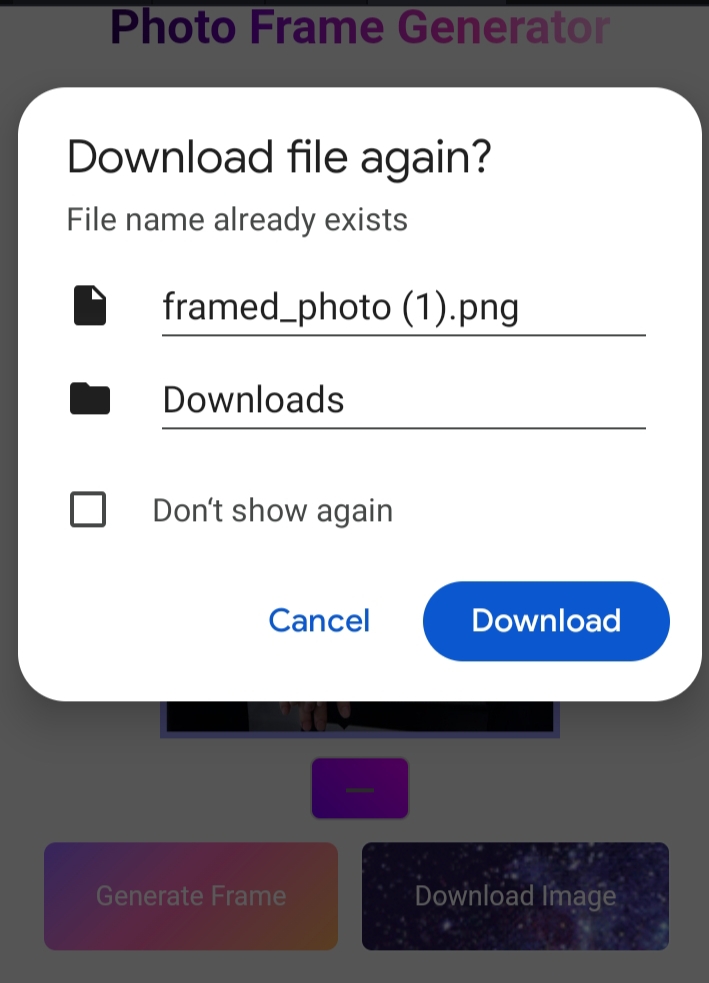 Photo Frame Generator
Download file again?
File name already exists
framed_photo (1).png
Downloads
Don't show again
Cancel
Download
Generate Frame
Download Image